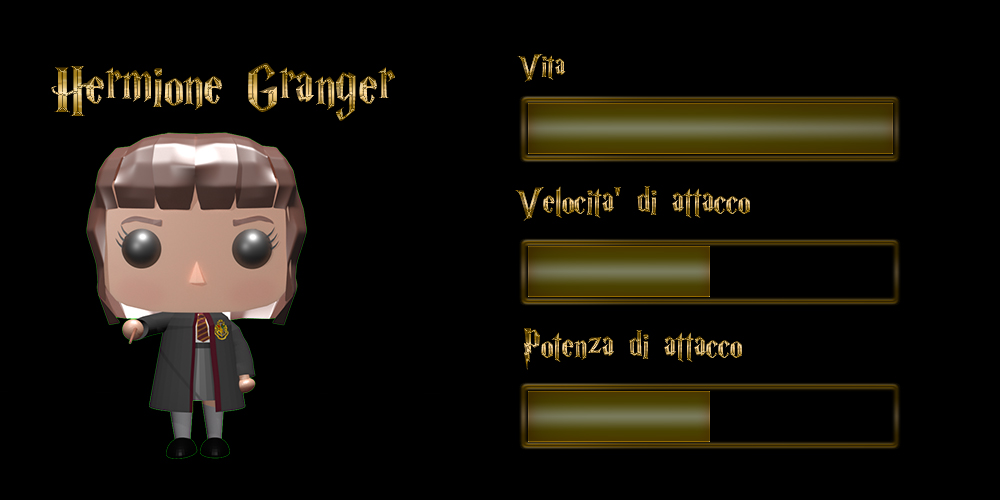 Hermione Granger
Vita
Velocita' di attacco
Potenza di attacco